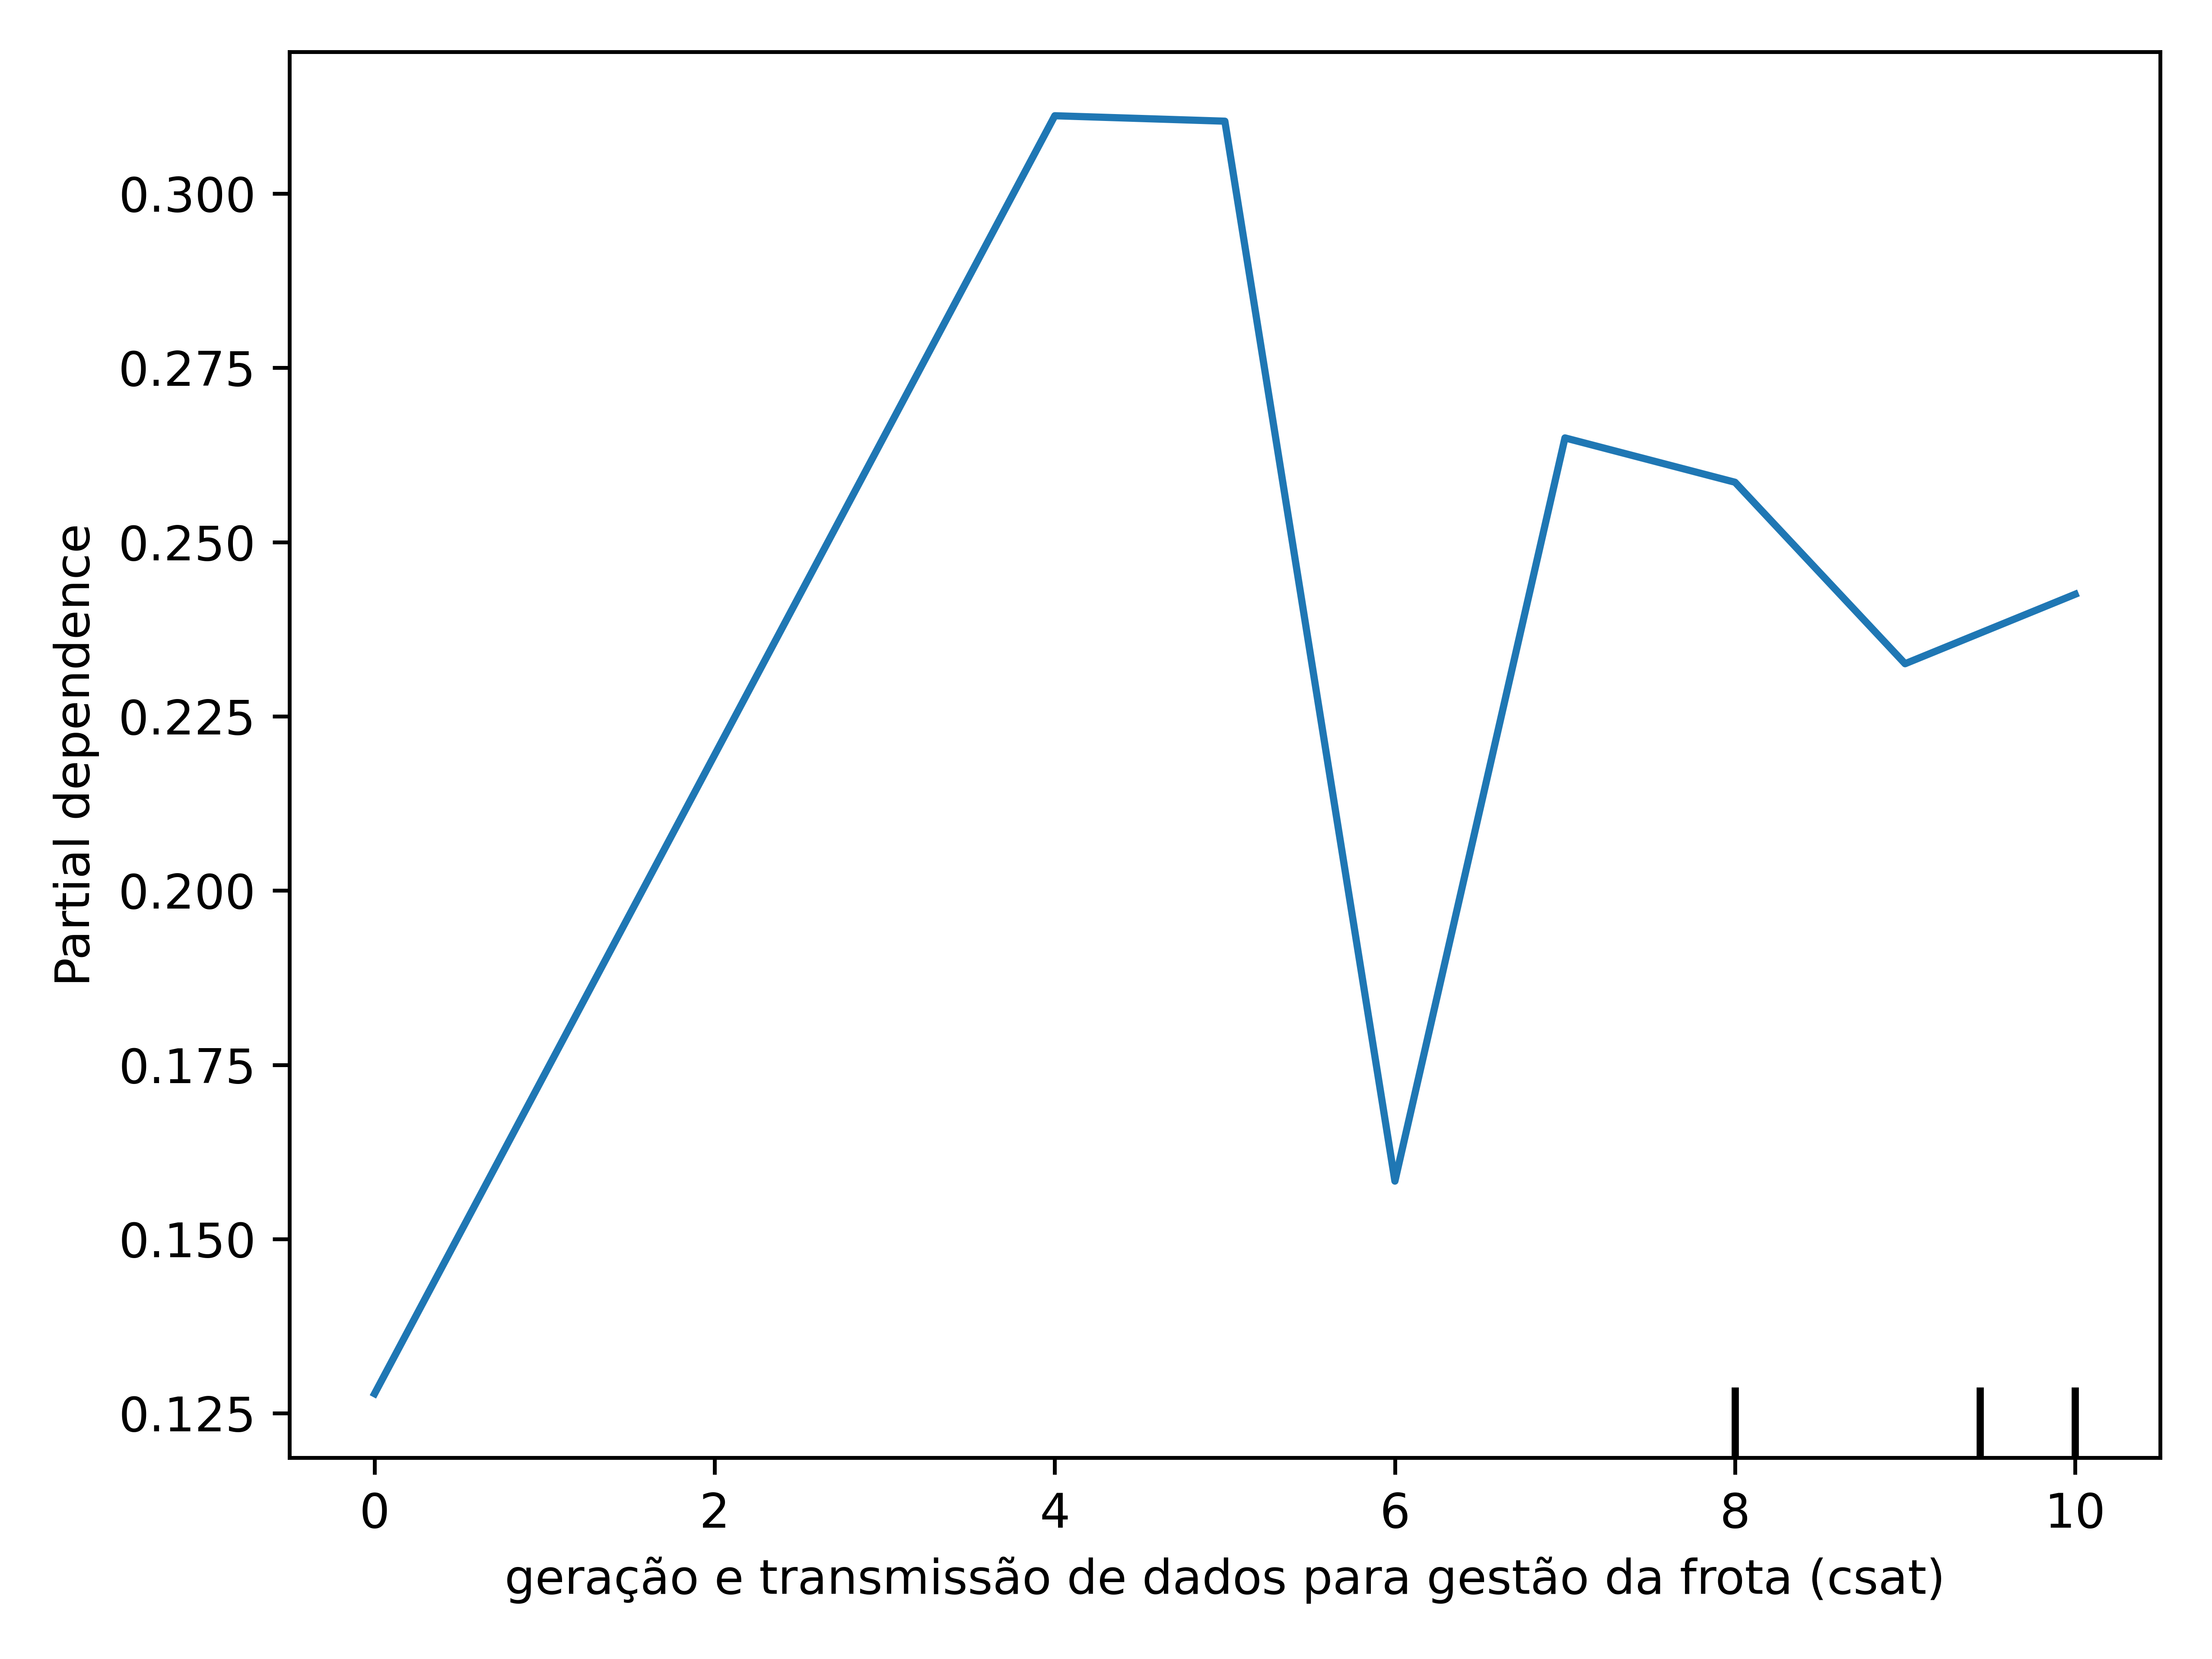 Partial dependence
0.300
0.275
0.250
0.225
0.200
0.175
0.150
0.125
0 2 4 6 8 10
geração e transmissão de dados para gestão da frota (csat)